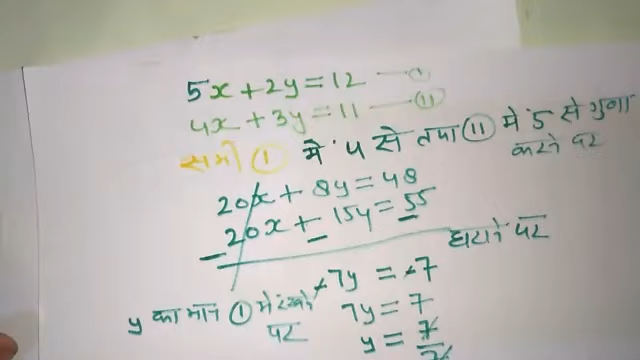 5x + 2y = 12 — (I)
4x + 3y = 11 — (II)
समी (I) में 4 से तथा (II) में 5 से गुणा करने पर
20x + 8y = 48
20x + 15y = 55
— — —
घटाने पर
-7y = -7
7y = 7
y का मान (I) में रखने पर
y = 7/7